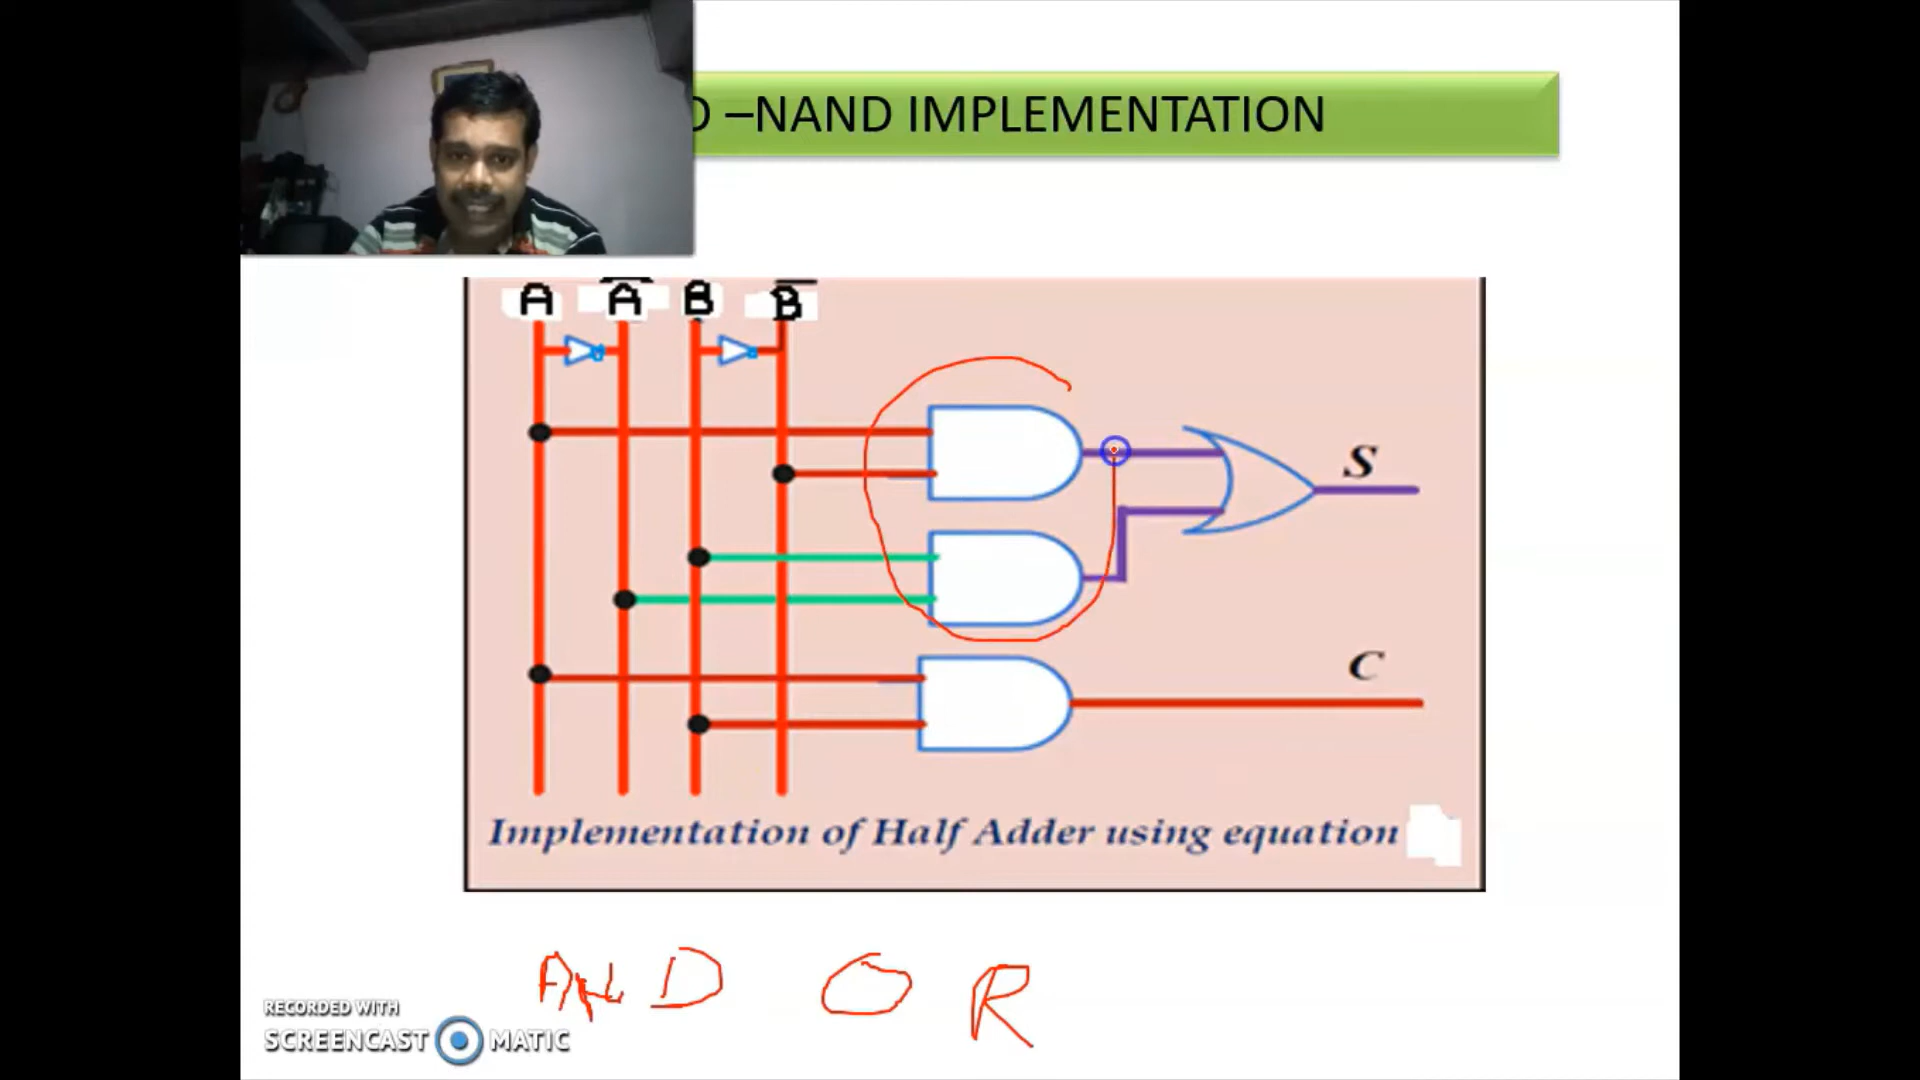 D –NAND IMPLEMENTATION
A A̅ B B̅
S
C
Implementation of Half Adder using equation
AND OR
RECORDED WITH
SCREENCAST MATIC